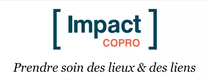 [ Impact
COPRO ]
Prendre soin des lieux & des liens